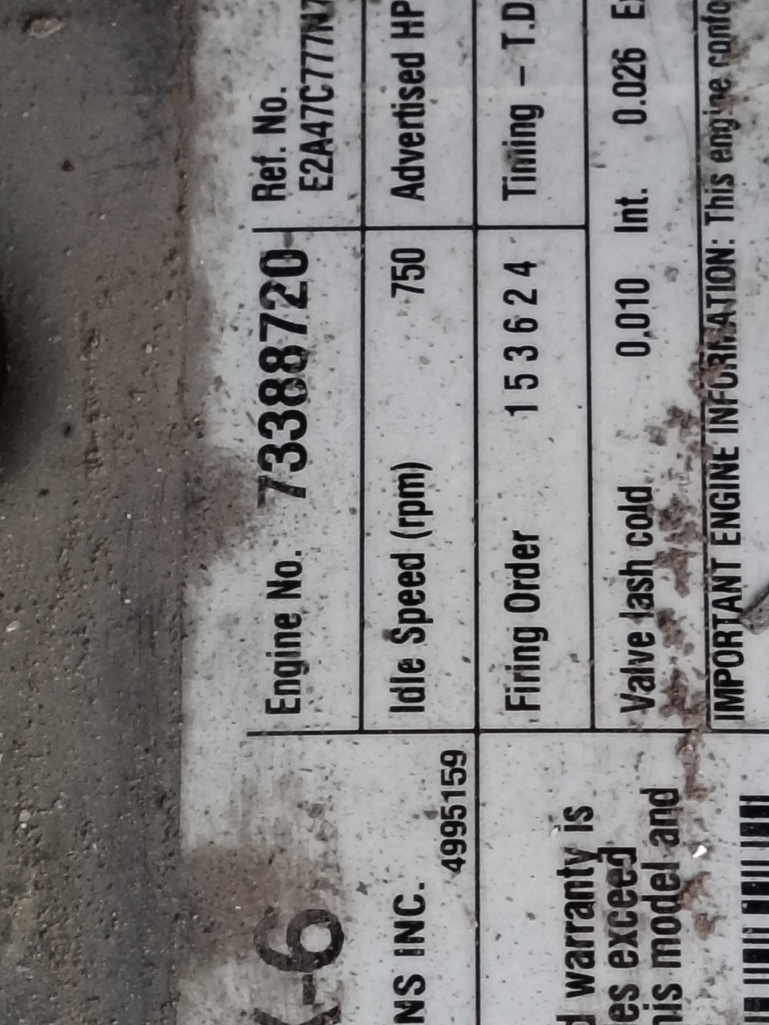 Engine No. 73388720
Ref. No.
E2A47C777N7
Idle Speed (rpm) 750
Advertised HP
Firing Order 1 5 3 6 2 4
Timing – T.D
Valve lash cold 0.010 Int. 0.026 E
IMPORTANT ENGINE INFORMATION: This engine confo
X-6
NS INC.
4995159
d warranty is
es exceed
his model and